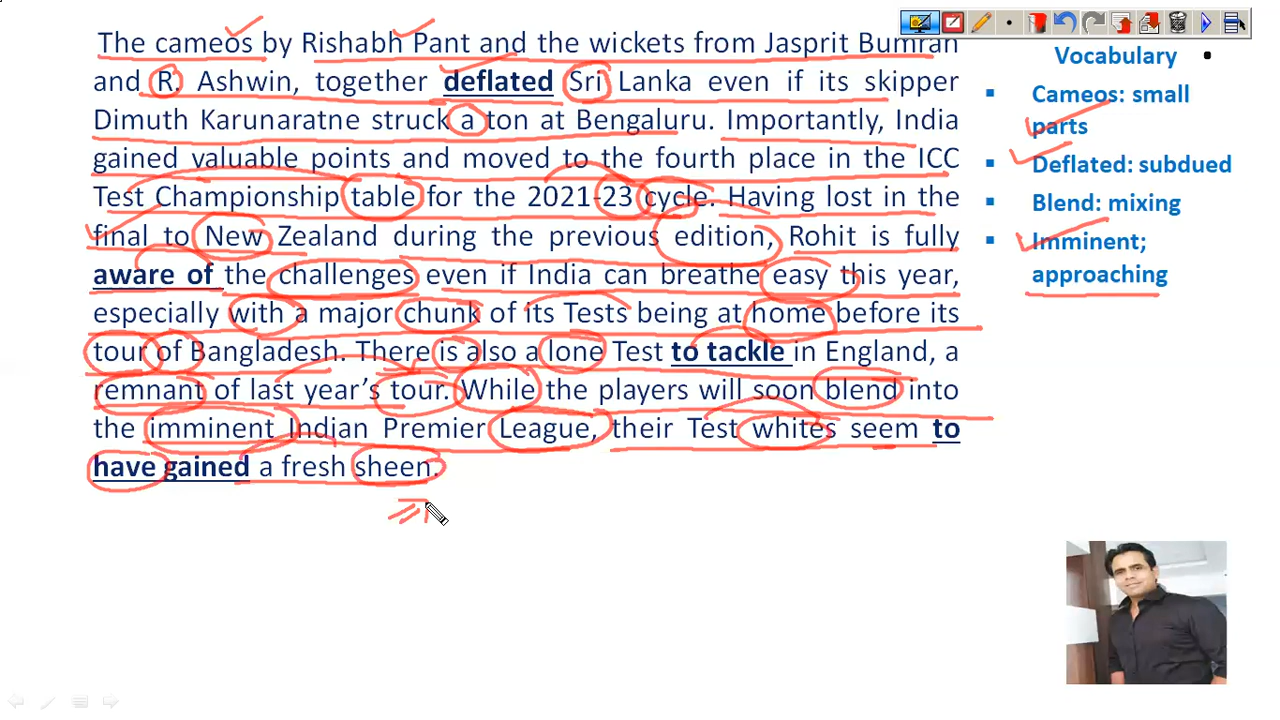 The cameos by Rishabh Pant and the wickets from Jasprit Bumrah
and R. Ashwin, together deflated Sri Lanka even if its skipper
Dimuth Karunaratne struck a ton at Bengaluru. Importantly, India
gained valuable points and moved to the fourth place in the ICC
Test Championship table for the 2021-23 cycle. Having lost in the
final to New Zealand during the previous edition, Rohit is fully
aware of the challenges even if India can breathe easy this year,
especially with a major chunk of its Tests being at home before its
tour of Bangladesh. There is also a lone Test to tackle in England, a
remnant of last year’s tour. While the players will soon blend into
the imminent Indian Premier League, their Test whites seem to
have gained a fresh sheen.
Vocabulary
Cameos: small
parts
Deflated: subdued
Blend: mixing
Imminent;
approaching